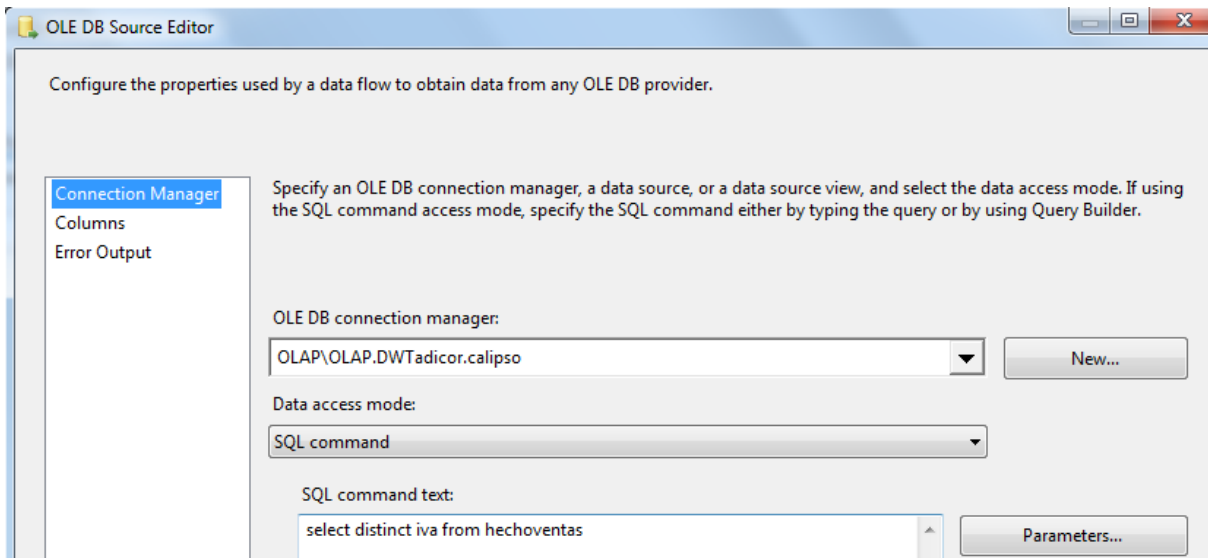 OLE DB Source Editor
Configure the properties used by a data flow to obtain data from any OLE DB provider.
Connection Manager
Columns
Error Output
Specify an OLE DB connection manager, a data source, or a data source view, and select the data access mode. If using
the SQL command access mode, specify the SQL command either by typing the query or by using Query Builder.
OLE DB connection manager:
OLAP\OLAP.DWTadicor.calipso
New...
Data access mode:
SQL command
SQL command text:
select distinct iva from hechoventas
Parameters...